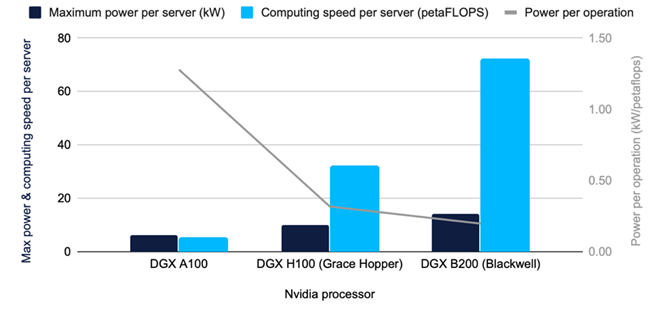 Maximum power per server (kW) Computing speed per server (petaFLOPS) Power per operation
Max power & computing speed per server
80
60
40
20
0
1.50
1.00
0.50
0.00
Power per operation (kW/petaflops)
DGX A100 DGX H100 (Grace Hopper) DGX B200 (Blackwell)
Nvidia processor